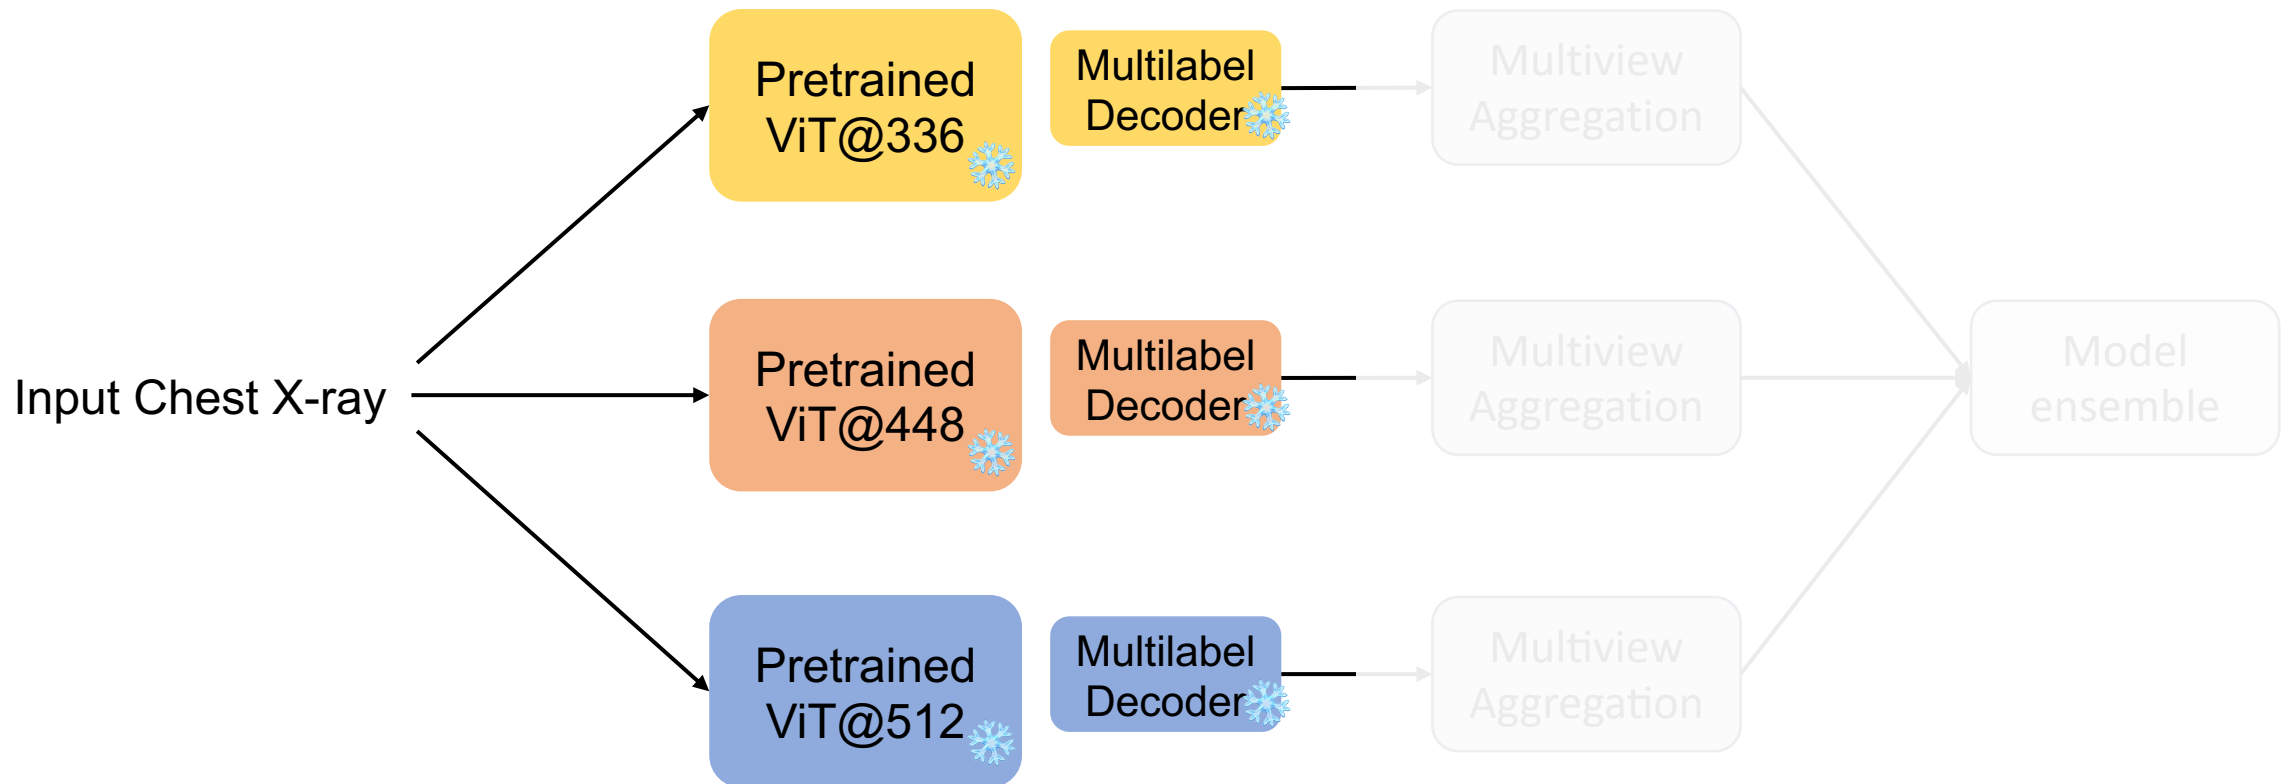 Pretrained
ViT@336
Multilabel
Decoder
Multiview
Aggregation
Input Chest X-ray
Pretrained
ViT@448
Multilabel
Decoder
Multiview
Aggregation
Model
ensemble
Pretrained
ViT@512
Multilabel
Decoder
Multiview
Aggregation